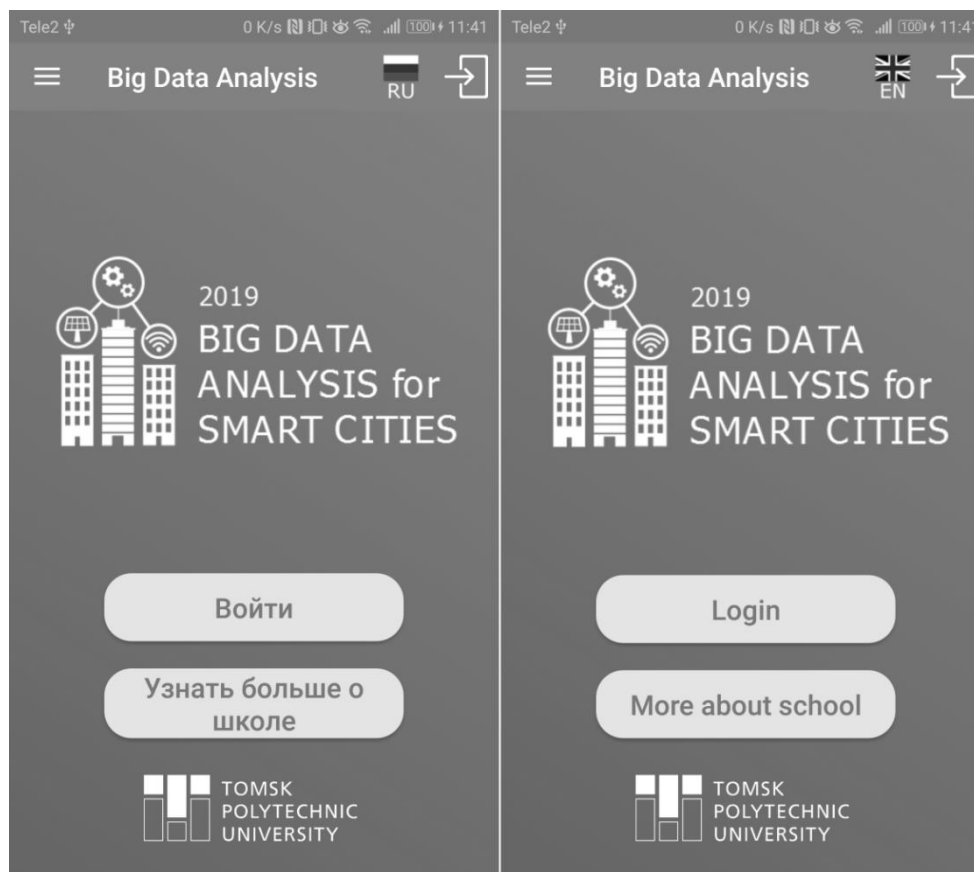 Tele2 0 K/s 100 11:41
Big Data Analysis RU
2019
BIG DATA
ANALYSIS for
SMART CITIES
Войти
Узнать больше о
школе
TOMSK
POLYTECHNIC
UNIVERSITY
Tele2 0 K/s 100 11:41
Big Data Analysis EN
2019
BIG DATA
ANALYSIS for
SMART CITIES
Login
More about school
TOMSK
POLYTECHNIC
UNIVERSITY